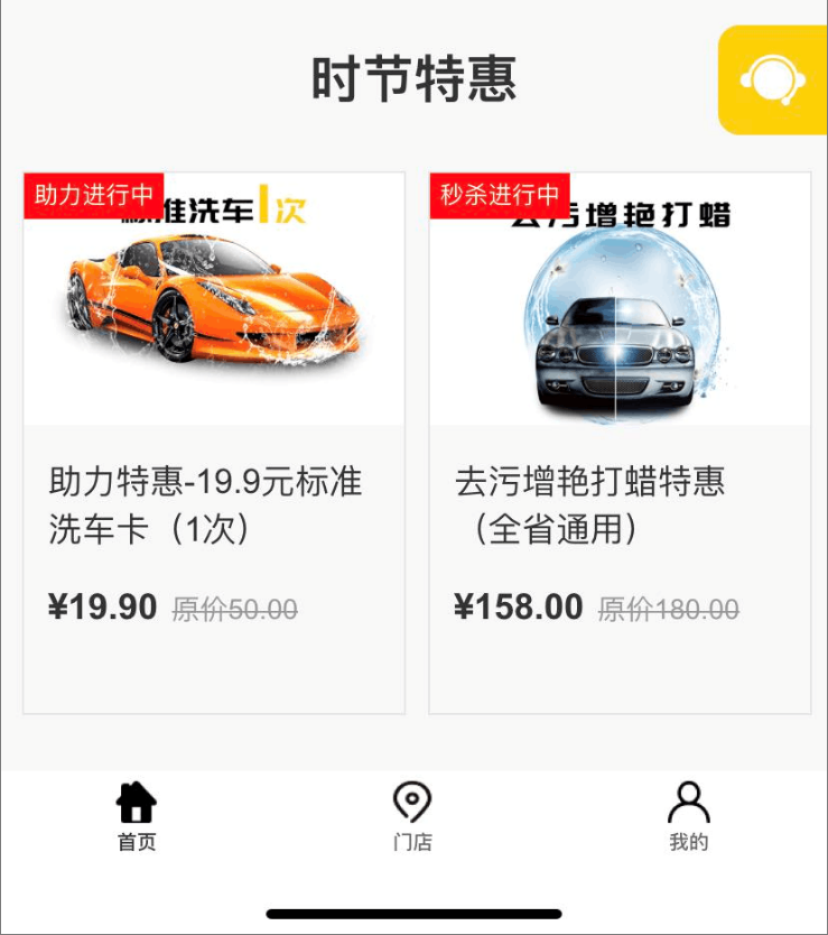 时节特惠
助力进行中
标准洗车1次
秒杀进行中
去污增艳打蜡
助力特惠-19.9元标准
洗车卡（1次）
¥19.90 原价50.00
去污增艳打蜡特惠
（全省通用）
¥158.00 原价180.00
首页
门店
我的